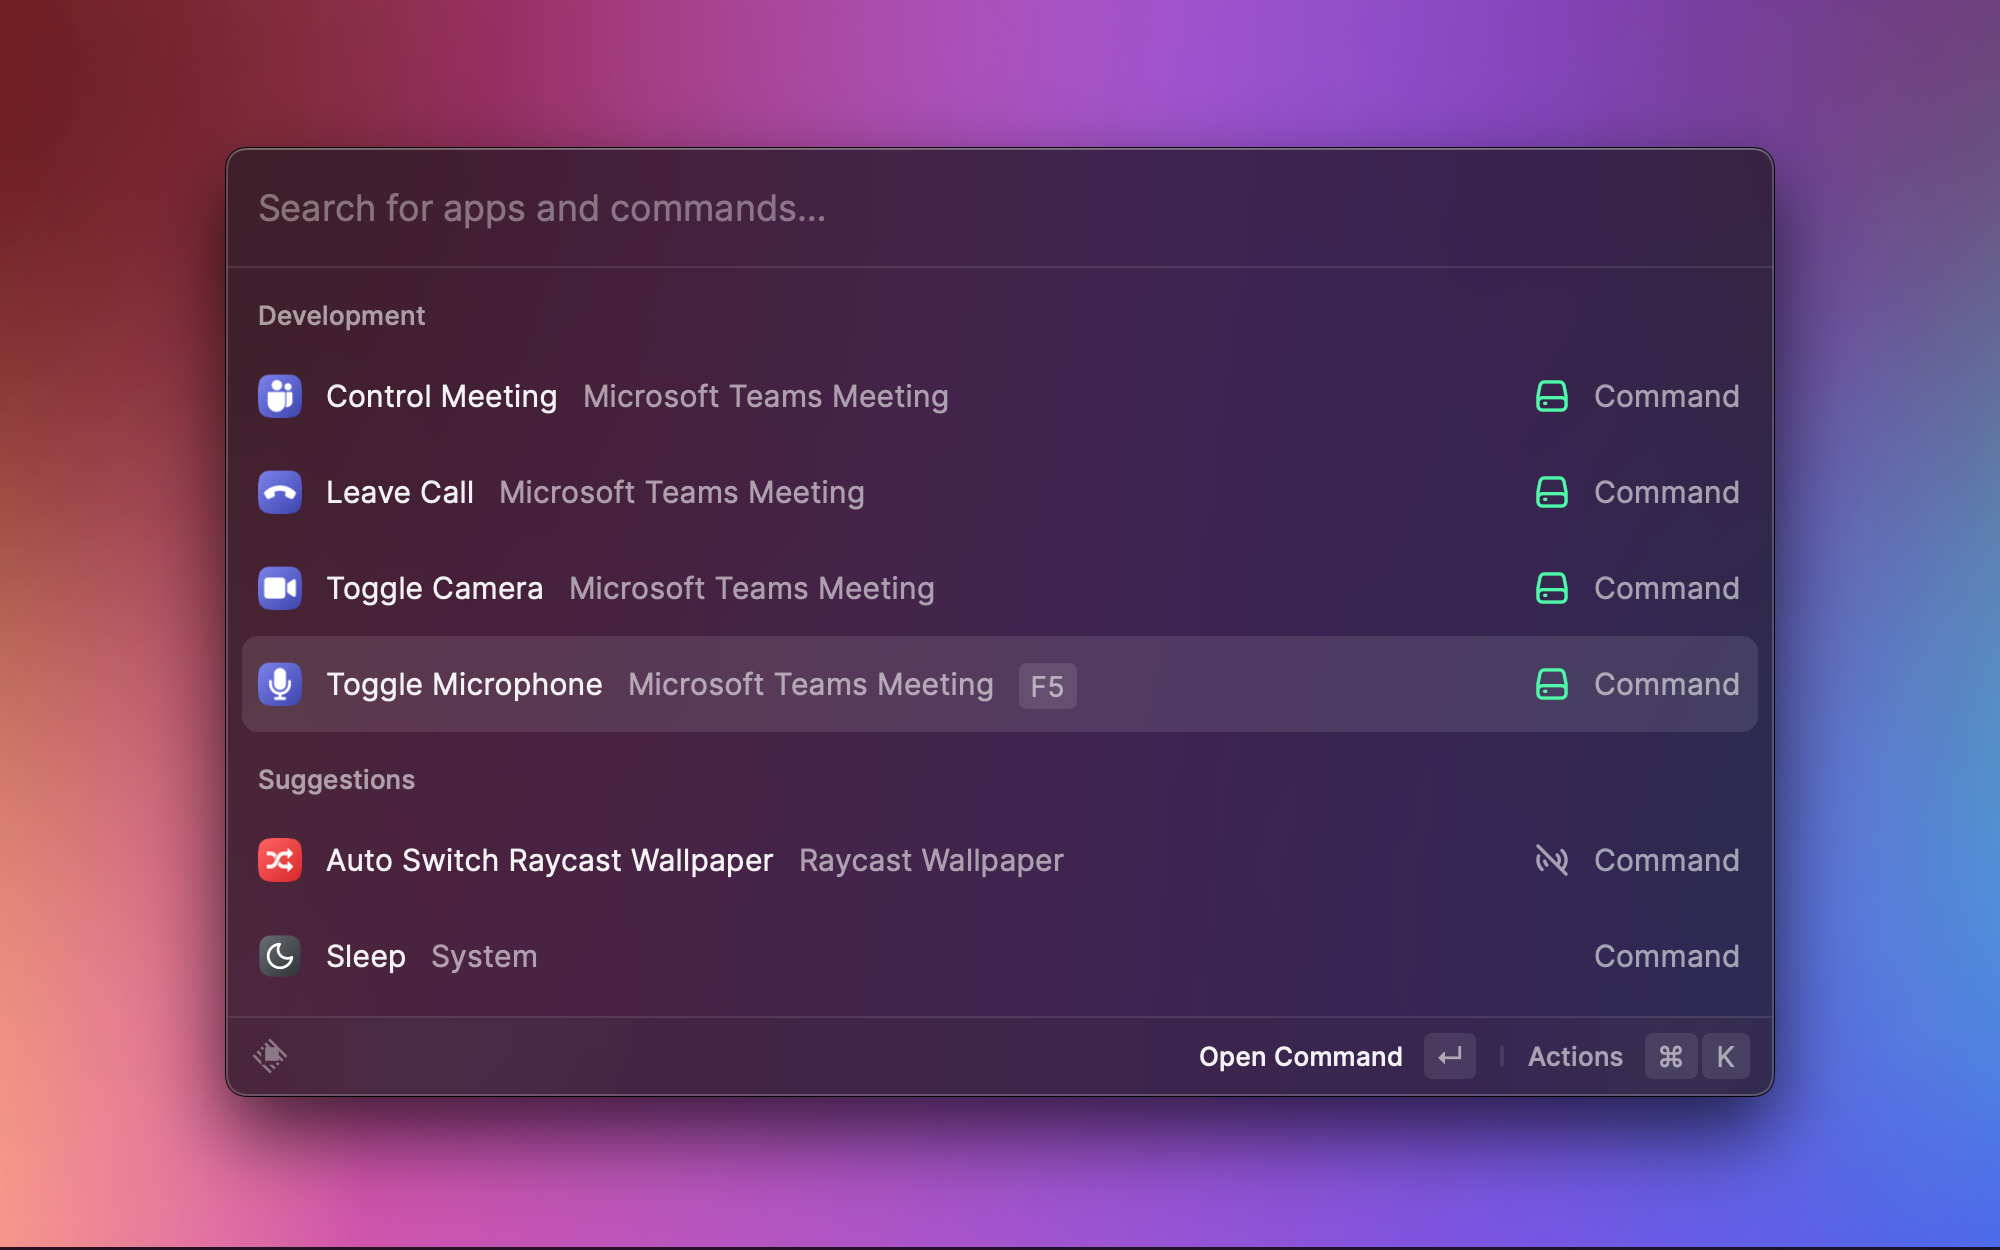 Search for apps and commands...
Development
Control Meeting Microsoft Teams Meeting Command
Leave Call Microsoft Teams Meeting Command
Toggle Camera Microsoft Teams Meeting Command
Toggle Microphone Microsoft Teams Meeting F5 Command
Suggestions
Auto Switch Raycast Wallpaper Raycast Wallpaper Command
Sleep System Command
Open Command ↵ Actions ⌘ K